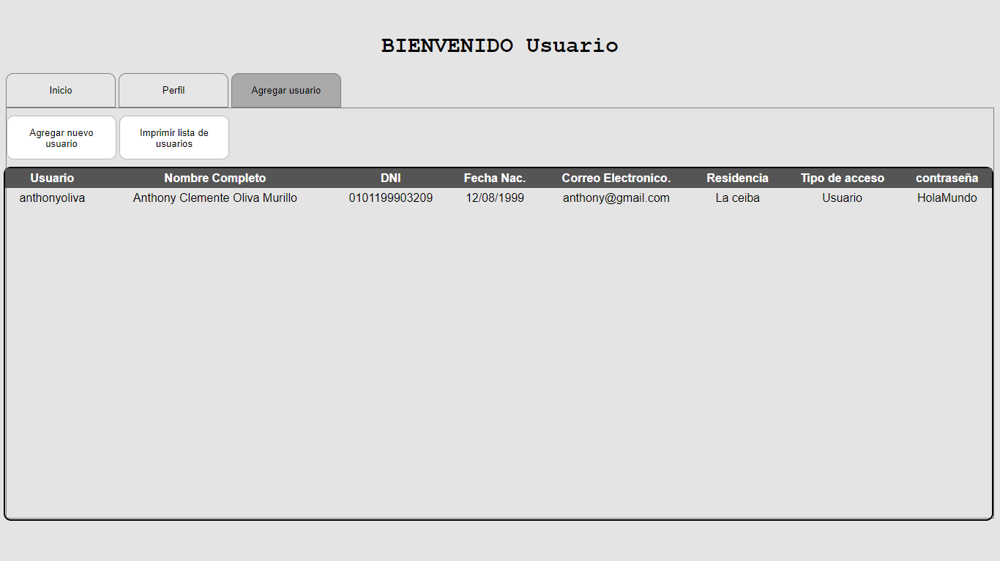 BIENVENIDO Usuario
Inicio Perfil Agregar usuario
Agregar nuevo usuario
Imprimir lista de usuarios
Usuario Nombre Completo DNI Fecha Nac. Correo Electronico. Residencia Tipo de acceso contraseña
anthonyoliva Anthony Clemente Oliva Murillo 0101199903209 12/08/1999 anthony@gmail.com La ceiba Usuario HolaMundo